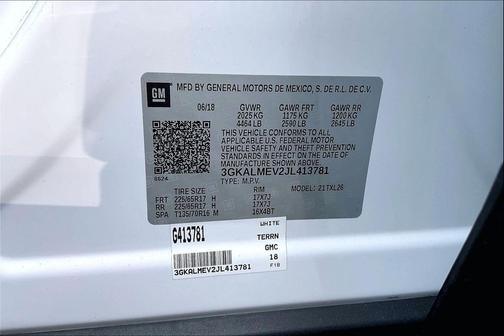 GM
MFD BY GENERAL MOTORS DE MEXICO, S. DE R.L. DE C.V.
06/18 GVWR GAWR FRT GAWR RR
2025 KG 1175 KG 1200 KG
4464 LB 2590 LB 2645 LB
THIS VEHICLE CONFORMS TO ALL
APPLICABLE U.S. FEDERAL MOTOR
VEHICLE SAFETY AND THEFT
PREVENTION STANDARDS IN EFFECT
ON THE DATE OF MANUFACTURE
SHOWN ABOVE.
3GKALMEV2JL413781
8624
TYPE: M.P.V. MODEL: 21TXL26
TIRE SIZE SPEED RTG RIM
FRT 225/65R17 H 17X7J
RR 225/65R17 H 17X7J
SPA T135/70R16 M 16X4BT
G413781 WHITE
TERRN
GMC
3GKALMEV2JL413781 18
F18